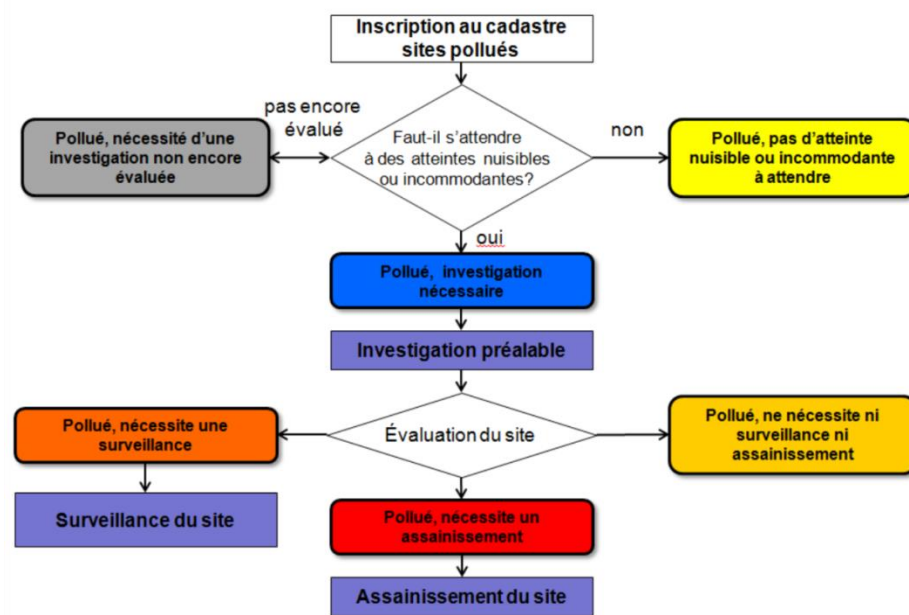 Inscription au cadastre
sites pollués
pas encore
évalué
Pollué, nécessité d'une
investigation non encore
évaluée
Faut-il s'attendre
à des atteintes nuisibles
ou incommodantes?
non
Pollué, pas d'atteinte
nuisible ou incommodante
à attendre
oui
Pollué, investigation
nécessaire
Investigation préalable
Pollué, nécessite une
surveillance
Évaluation du site
Pollué, ne nécessite ni
surveillance ni
assainissement
Surveillance du site
Pollué, nécessite un
assainissement
Assainissement du site